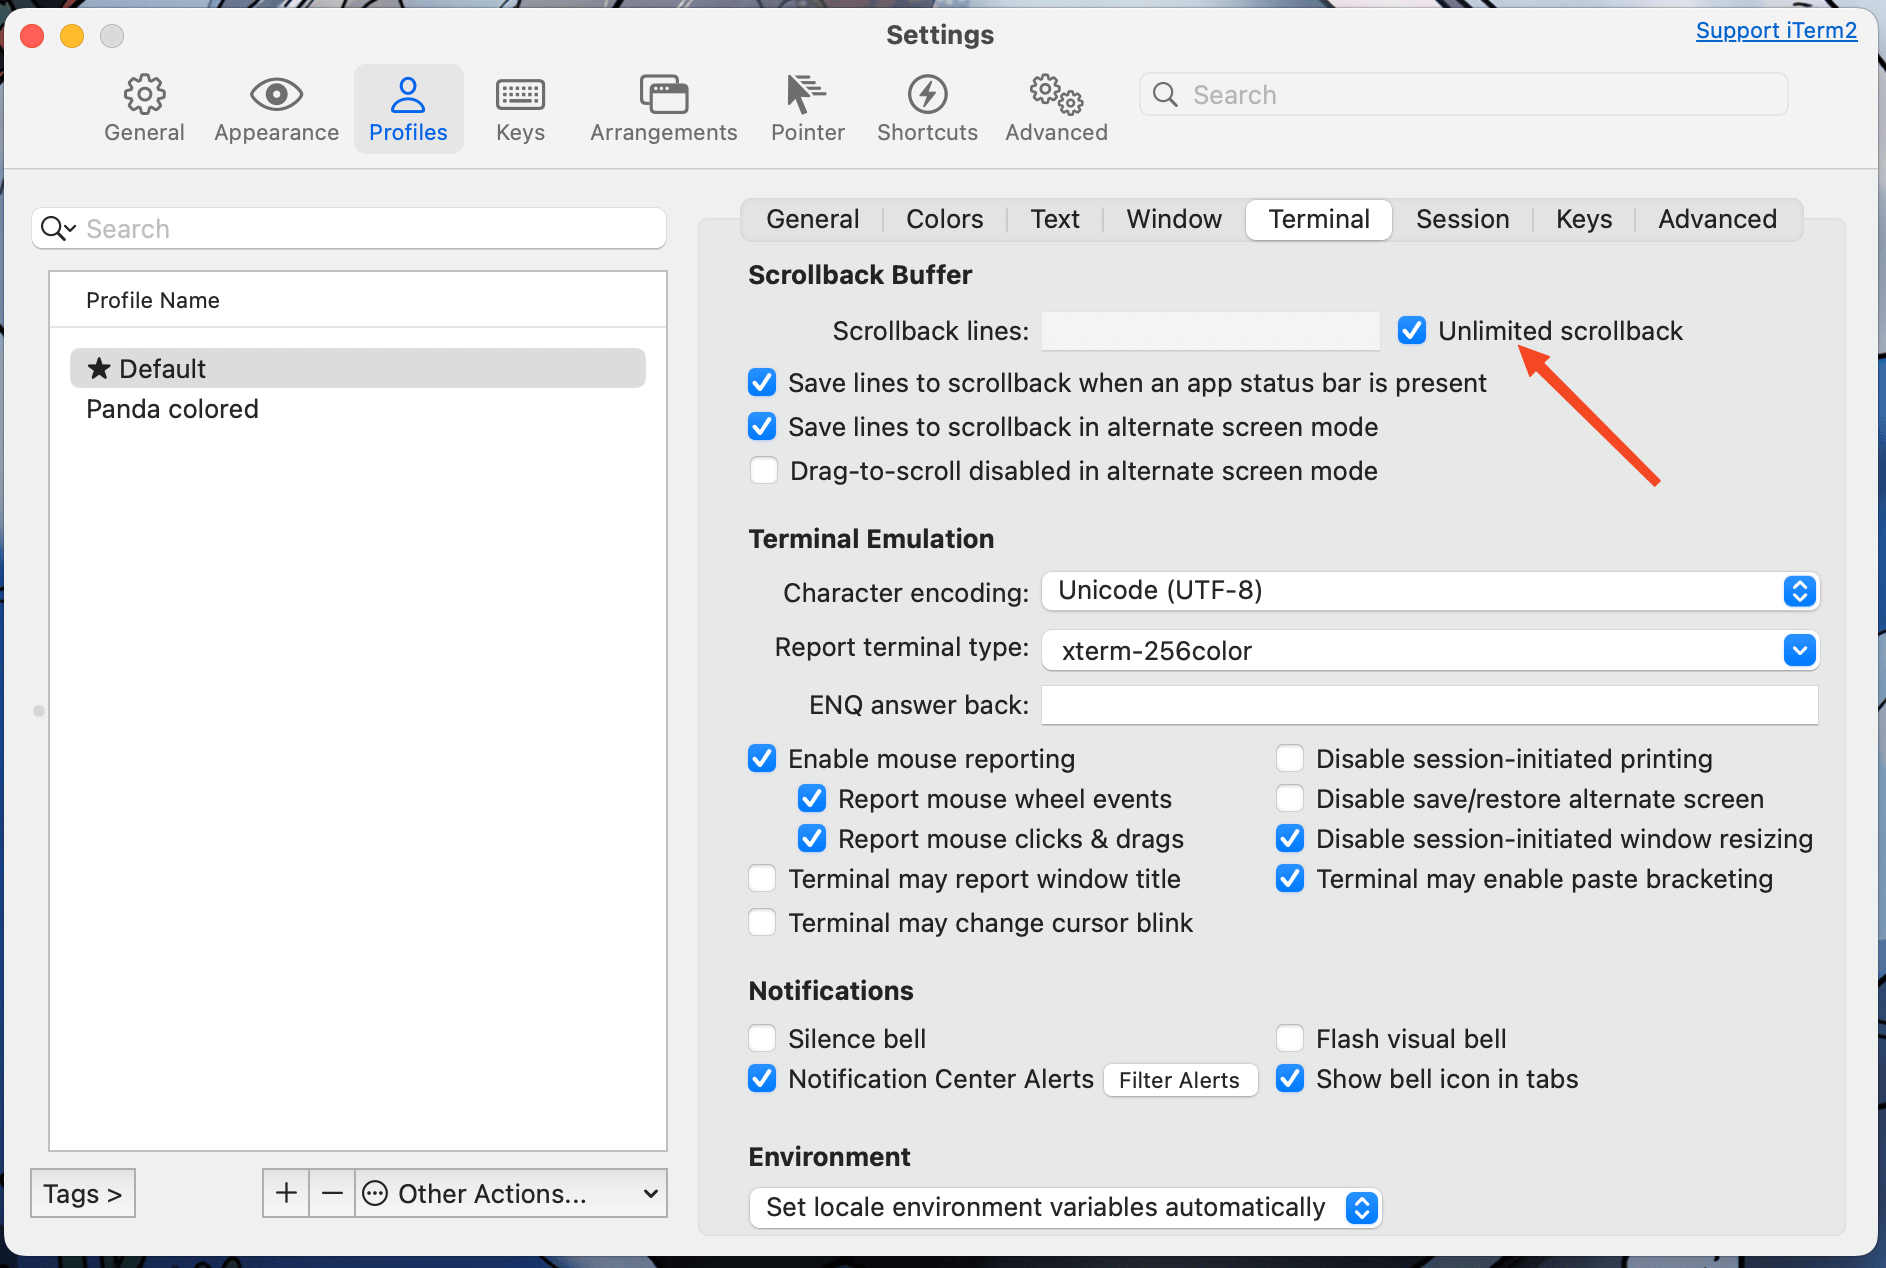 Settings
Support iTerm2
General
Appearance
Profiles
Keys
Arrangements
Pointer
Shortcuts
Advanced
Search
Search
Profile Name
★ Default
Panda colored
Tags >
+
−
Other Actions...
General
Colors
Text
Window
Terminal
Session
Keys
Advanced
Scrollback Buffer
Scrollback lines:
Unlimited scrollback
Save lines to scrollback when an app status bar is present
Save lines to scrollback in alternate screen mode
Drag-to-scroll disabled in alternate screen mode
Terminal Emulation
Character encoding: Unicode (UTF-8)
Report terminal type: xterm-256color
ENQ answer back:
Enable mouse reporting
Report mouse wheel events
Report mouse clicks & drags
Terminal may report window title
Terminal may change cursor blink
Disable session-initiated printing
Disable save/restore alternate screen
Disable session-initiated window resizing
Terminal may enable paste bracketing
Notifications
Silence bell
Flash visual bell
Notification Center Alerts
Filter Alerts
Show bell icon in tabs
Environment
Set locale environment variables automatically